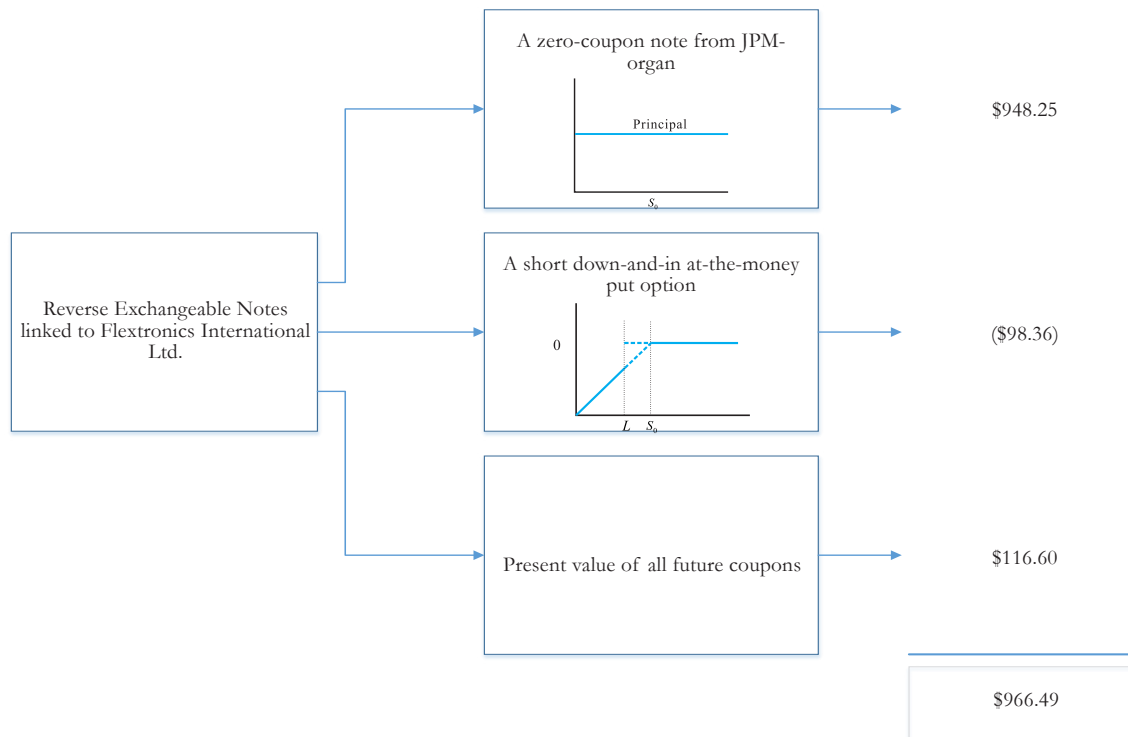 A zero-coupon note from JPM-
organ
Principal
S₀
$948.25
Reverse Exchangeable Notes
linked to Flextronics International
Ltd.
A short down-and-in at-the-money
put option
0
L S₀
($98.36)
Present value of all future coupons
$116.60
$966.49